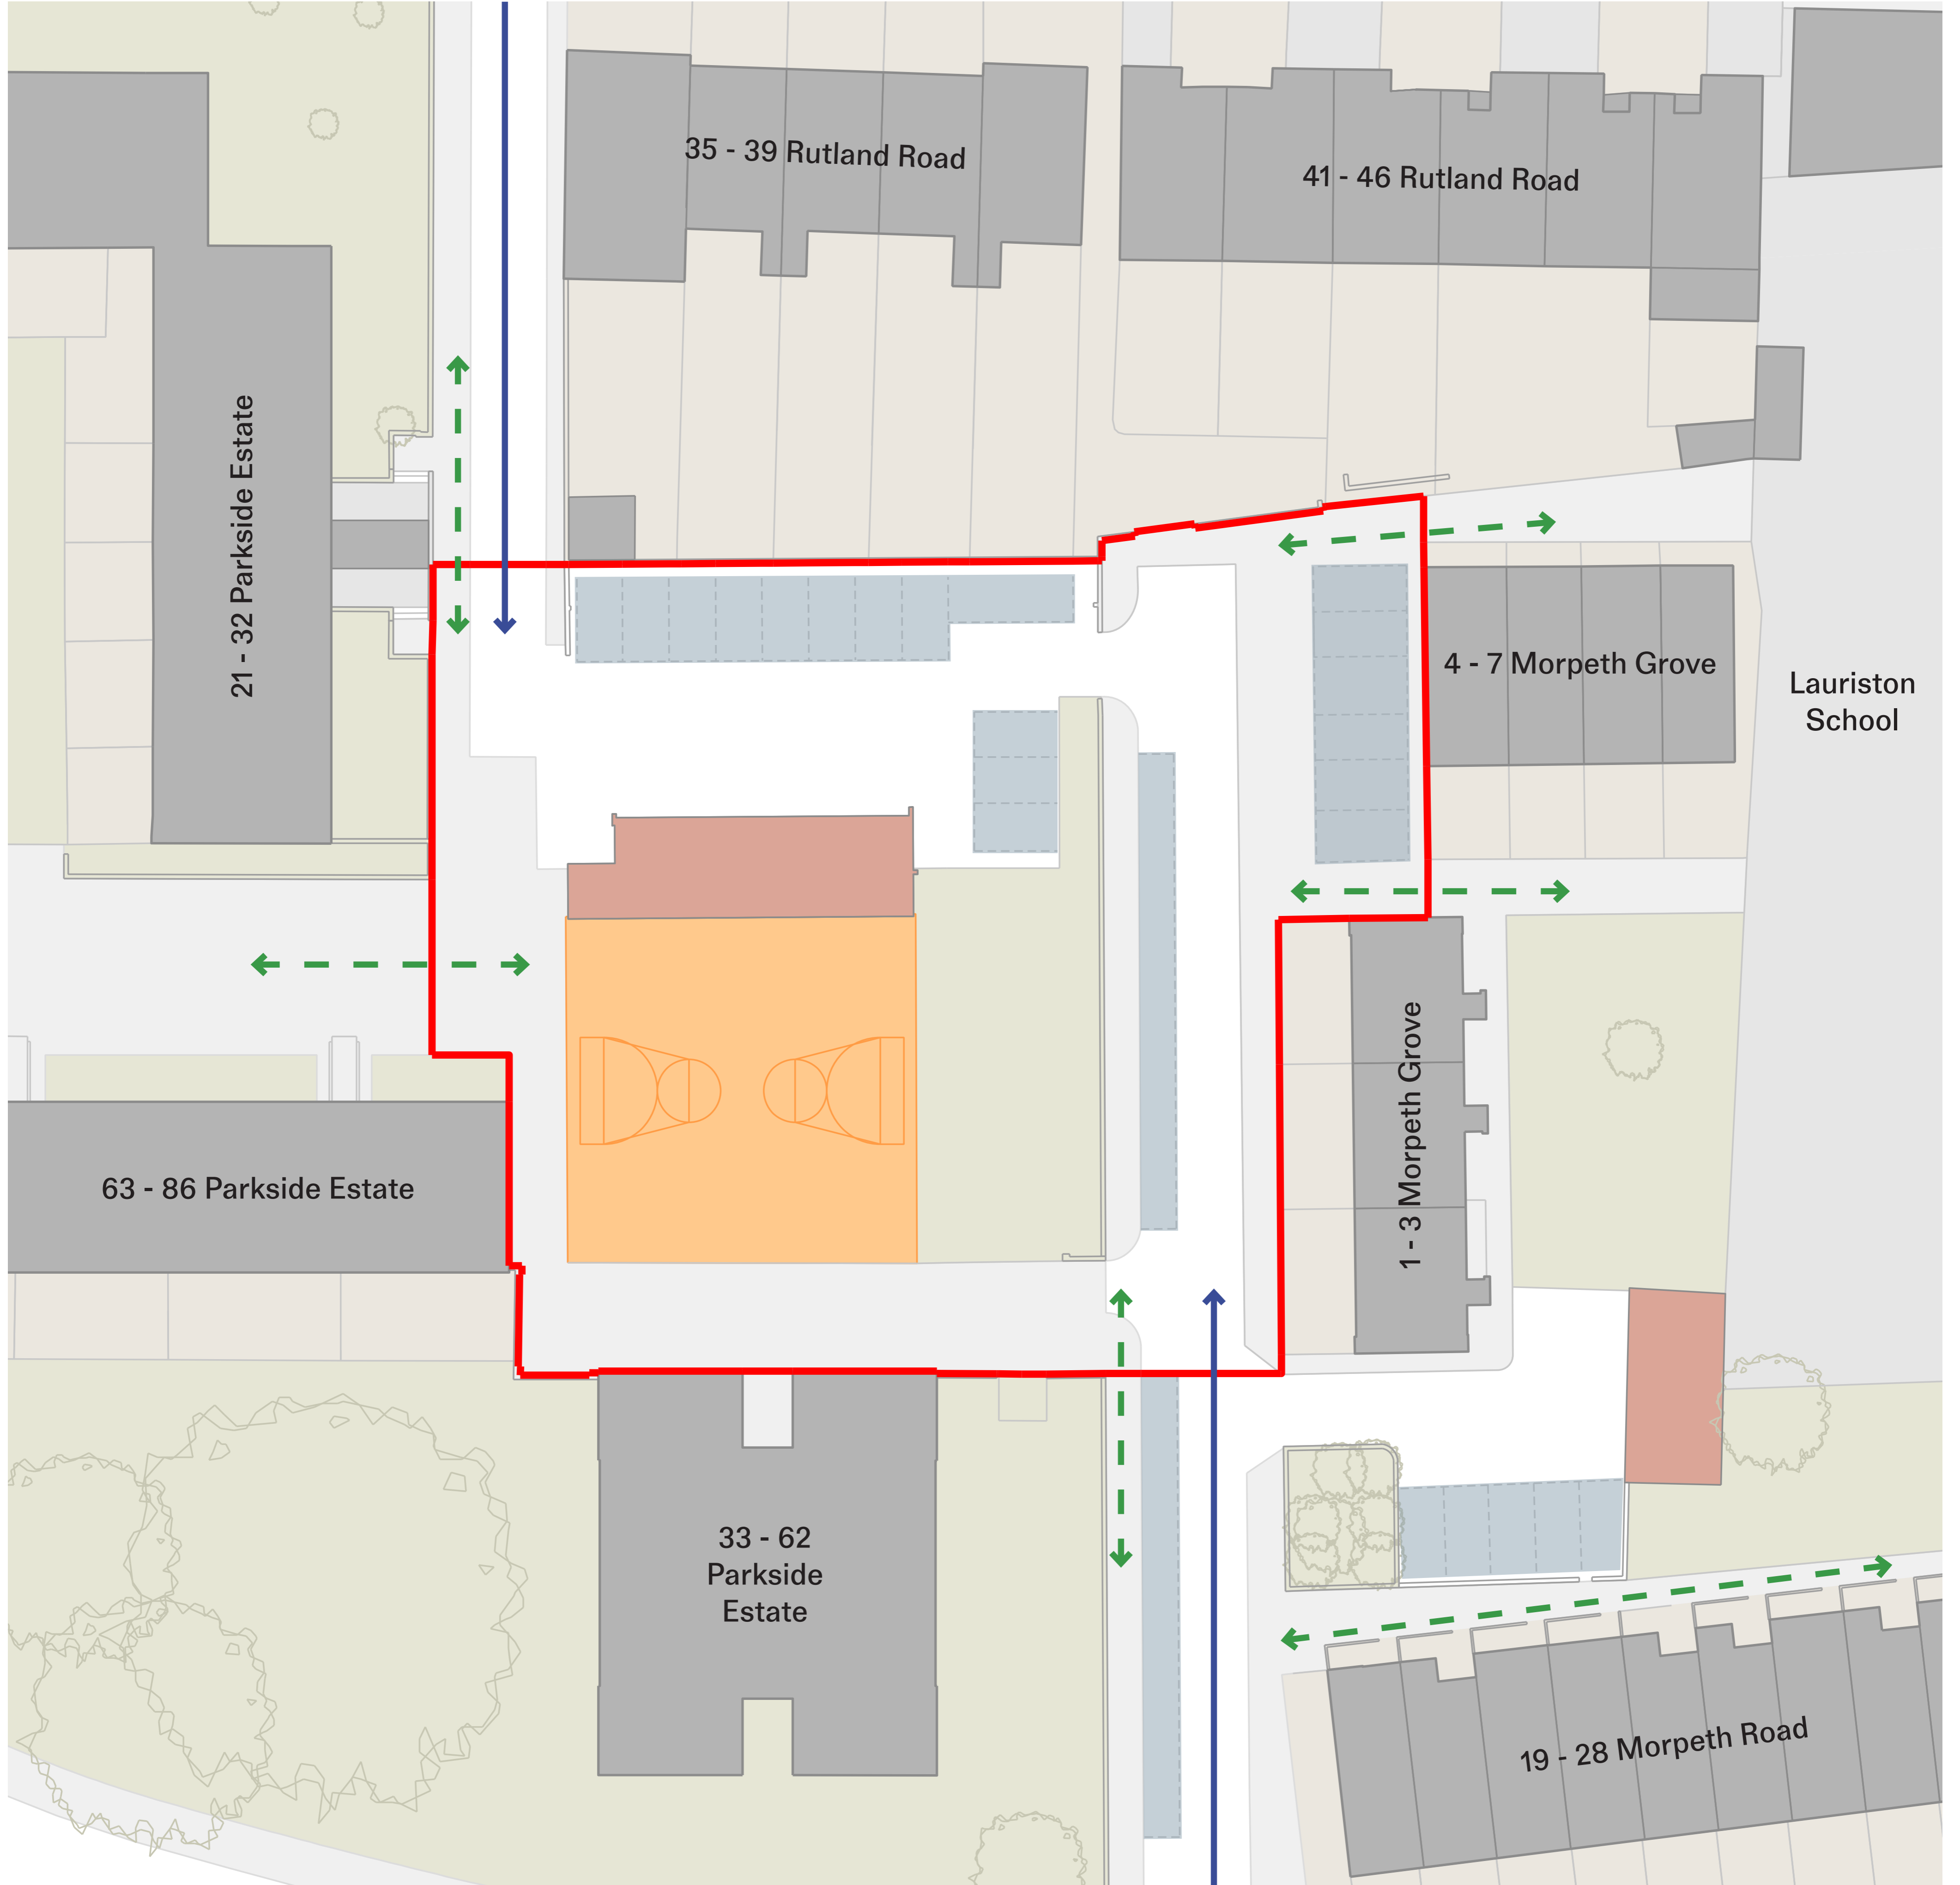 35 - 39 Rutland Road
41 - 46 Rutland Road
21 - 32 Parkside Estate
4 - 7 Morpeth Grove
Lauriston
School
1 - 3 Morpeth Grove
63 - 86 Parkside Estate
33 - 62
Parkside
Estate
19 - 28 Morpeth Road